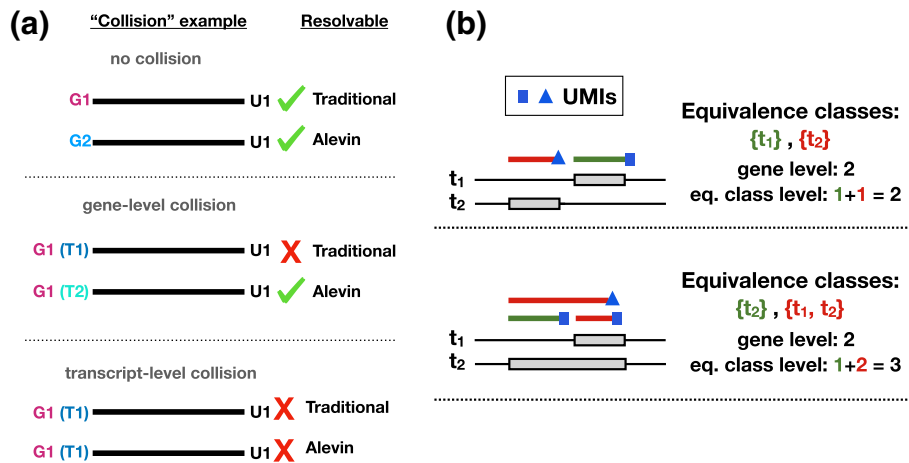 (a)
"Collision" example Resolvable
no collision
G1 U1 Traditional
G2 U1 Alevin
gene-level collision
G1 (T1) U1 X Traditional
G1 (T2) U1 Alevin
transcript-level collision
G1 (T1) U1 X Traditional
G1 (T1) U1 X Alevin
(b)
UMIs
t1
t2
Equivalence classes:
{t1} , {t2}
gene level: 2
eq. class level: 1+1 = 2
t1
t2
Equivalence classes:
{t2} , {t1, t2}
gene level: 2
eq. class level: 1+2 = 3